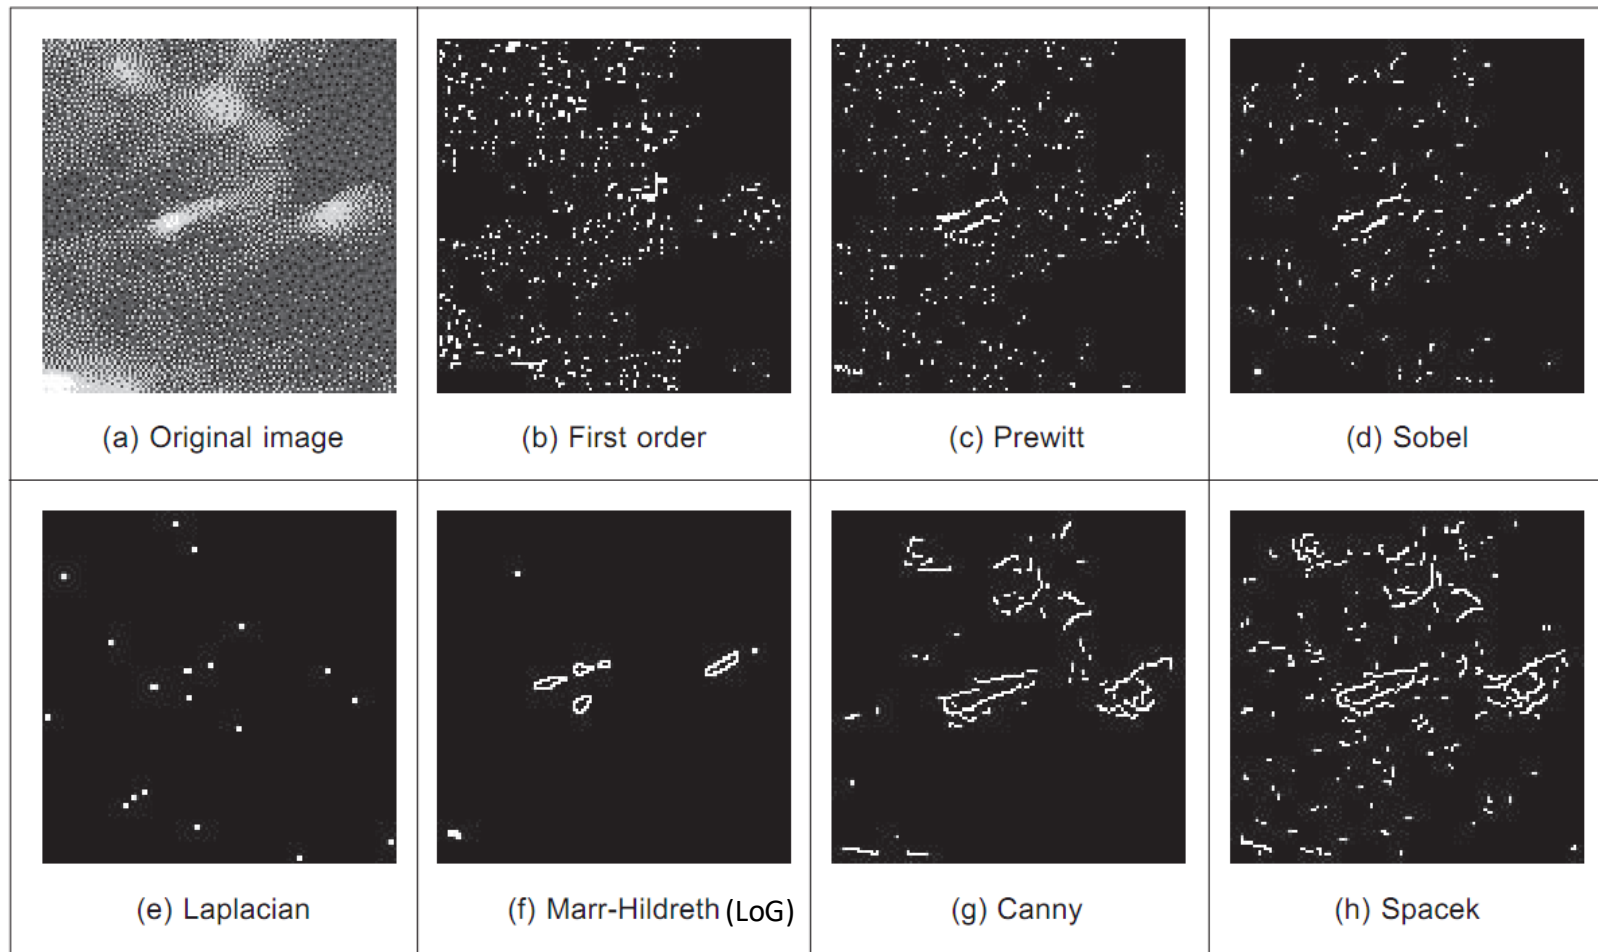 (a) Original image
(b) First order
(c) Prewitt
(d) Sobel
(e) Laplacian
(f) Marr-Hildreth (LoG)
(g) Canny
(h) Spacek